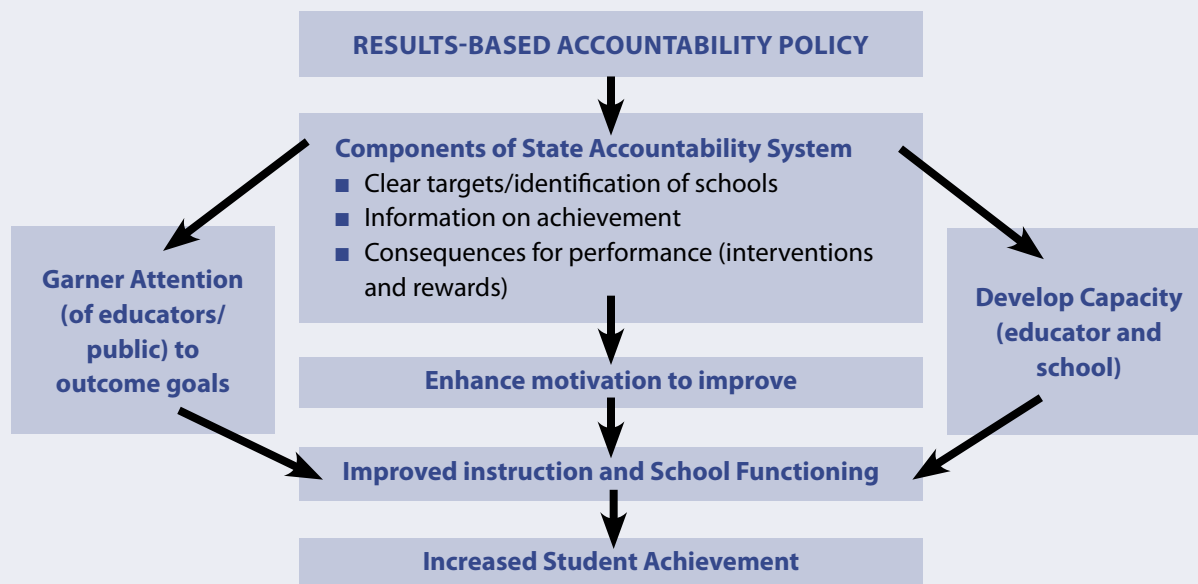 RESULTS-BASED ACCOUNTABILITY POLICY
Components of State Accountability System
■ Clear targets/identification of schools
■ Information on achievement
■ Consequences for performance (interventions
and rewards)
Garner Attention
(of educators/
public) to
outcome goals
Develop Capacity
(educator and
school)
Enhance motivation to improve
Improved instruction and School Functioning
Increased Student Achievement